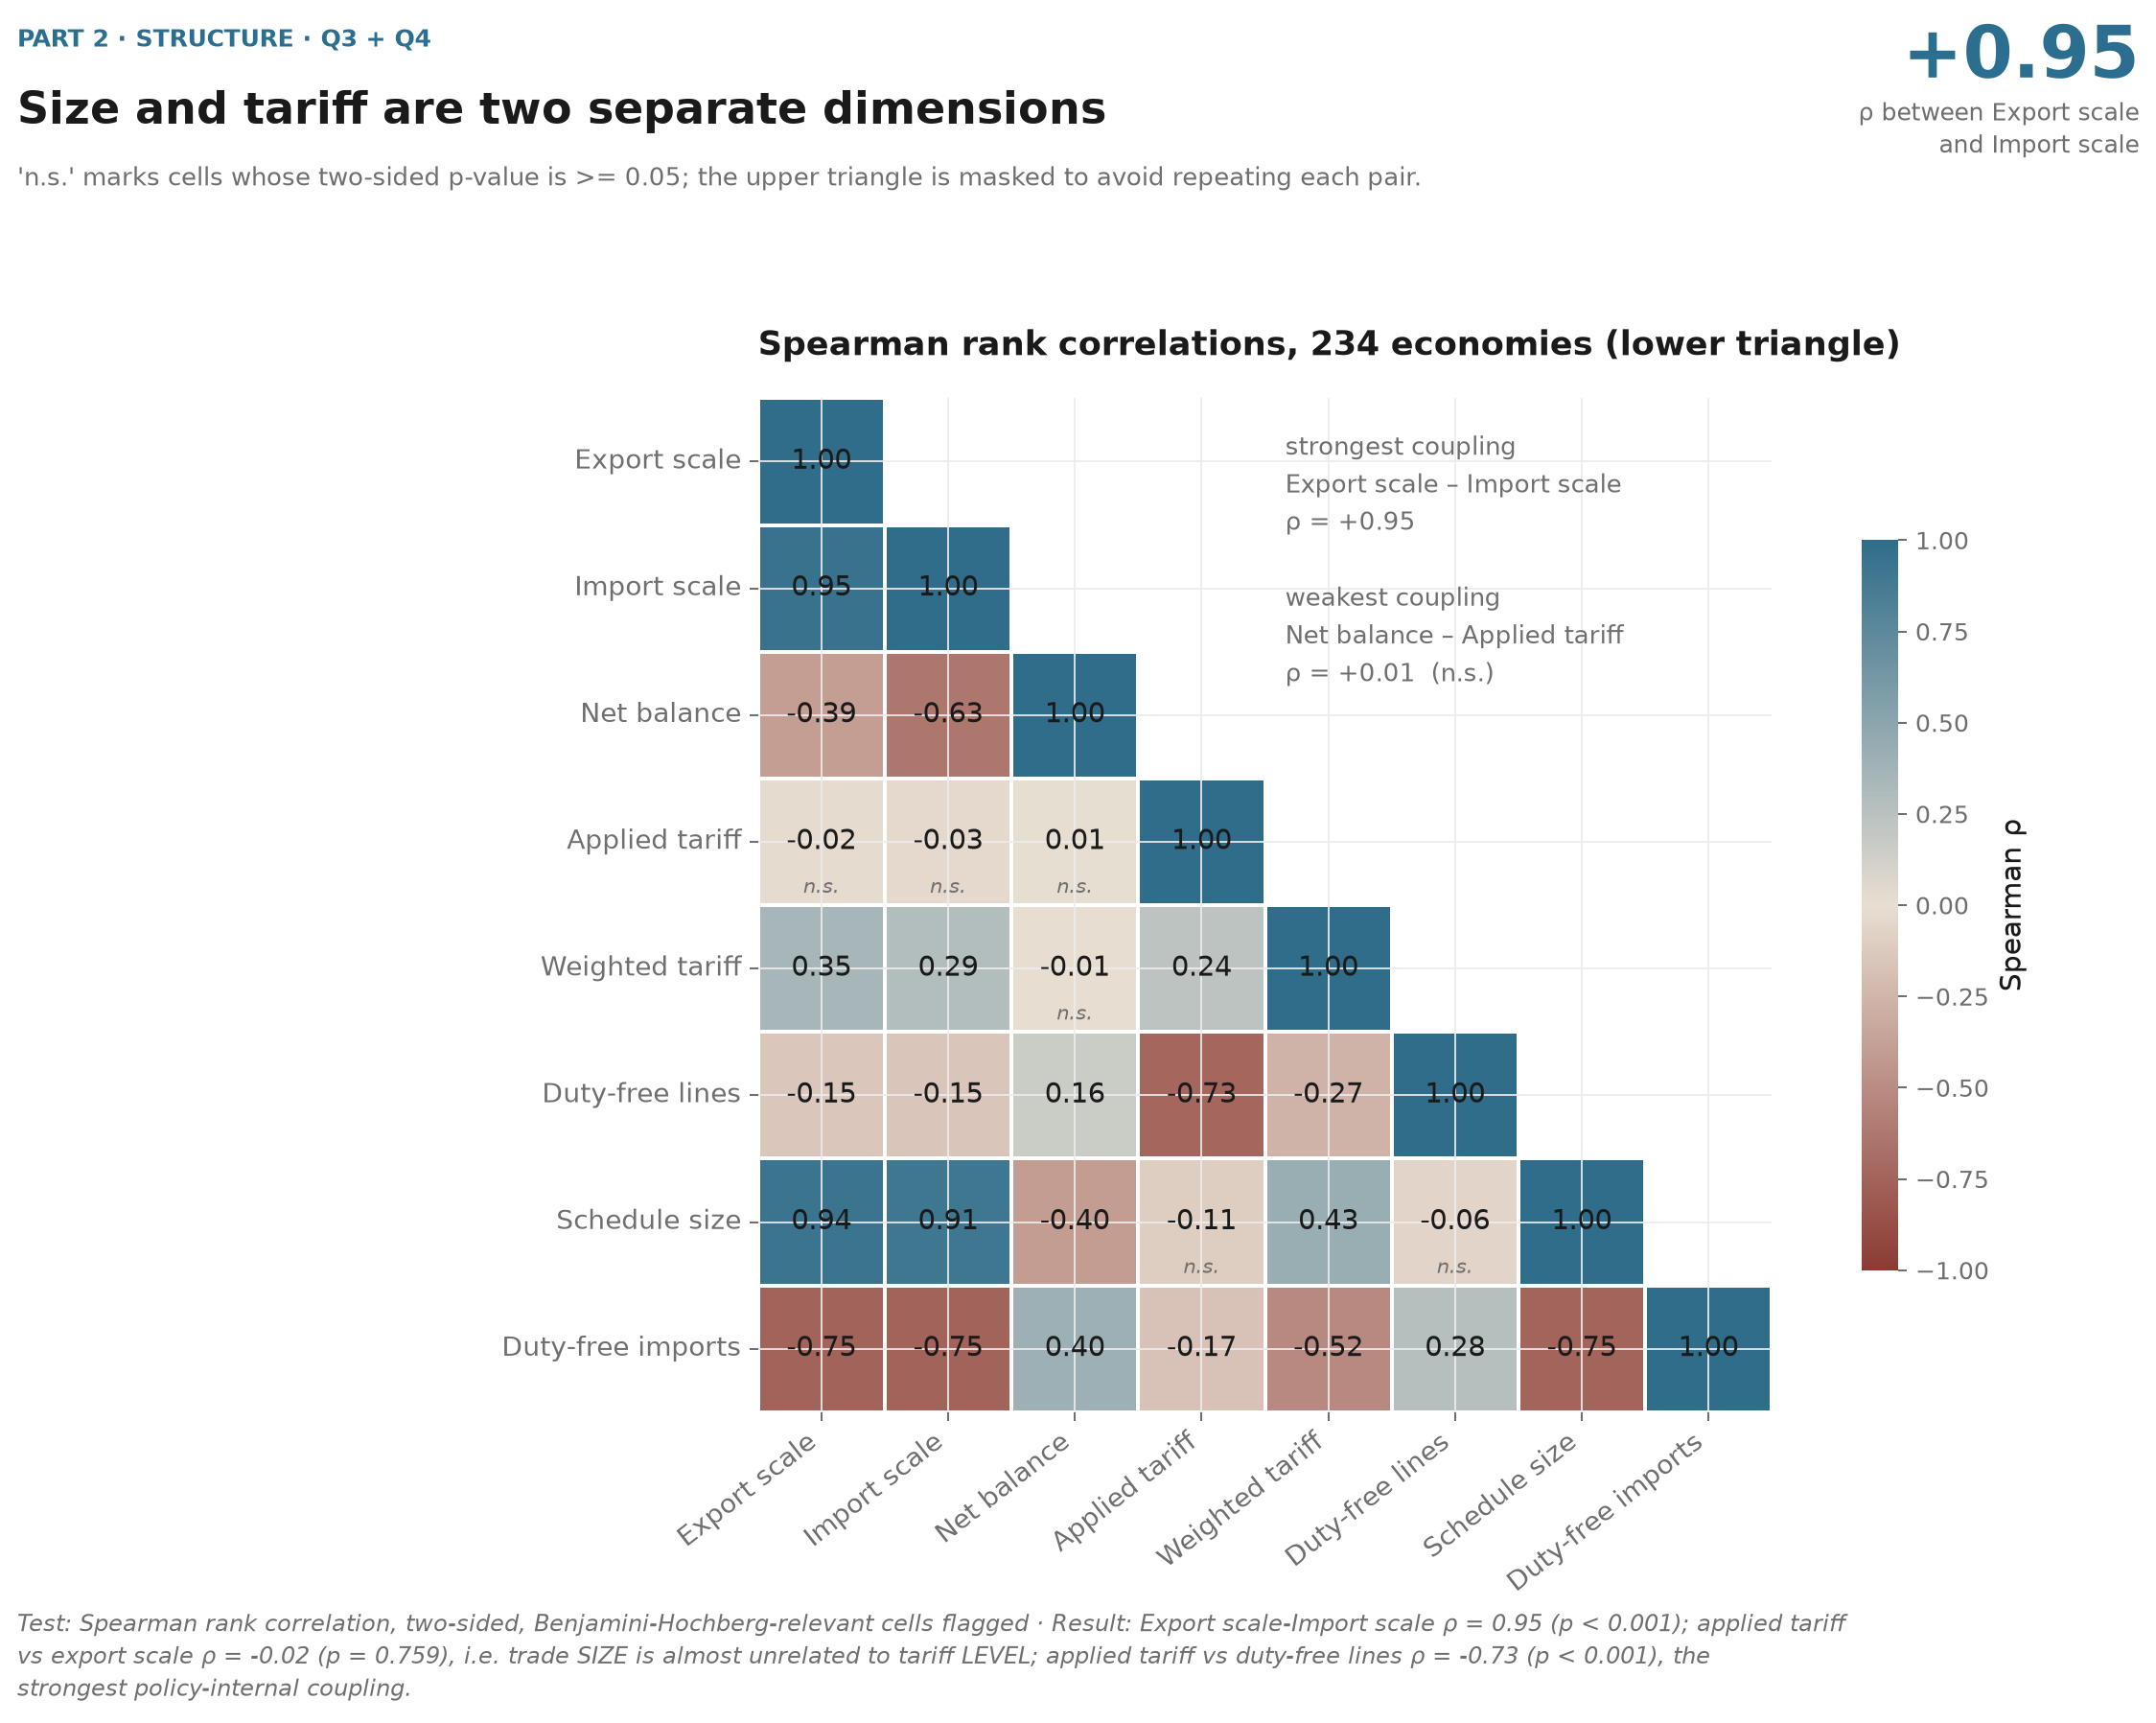 PART 2 · STRUCTURE · Q3 + Q4
Size and tariff are two separate dimensions
'n.s.' marks cells whose two-sided p-value is >= 0.05; the upper triangle is masked to avoid repeating each pair.
+0.95
ρ between Export scale
and Import scale
Spearman rank correlations, 234 economies (lower triangle)
strongest coupling
Export scale – Import scale
ρ = +0.95
weakest coupling
Net balance – Applied tariff
ρ = +0.01 (n.s.)
Export scale 1.00
Import scale 0.95 1.00
Net balance -0.39 -0.63 1.00
Applied tariff -0.02 -0.03 0.01 1.00
n.s. n.s. n.s.
Weighted tariff 0.35 0.29 -0.01 0.24 1.00
n.s.
Duty-free lines -0.15 -0.15 0.16 -0.73 -0.27 1.00
Schedule size 0.94 0.91 -0.40 -0.11 0.43 -0.06 1.00
n.s. n.s.
Duty-free imports -0.75 -0.75 0.40 -0.17 -0.52 0.28 -0.75 1.00
Export scale
Import scale
Net balance
Applied tariff
Weighted tariff
Duty-free lines
Schedule size
Duty-free imports
1.00
0.75
0.50
0.25
0.00
−0.25
−0.50
−0.75
−1.00
Spearman ρ
Test: Spearman rank correlation, two-sided, Benjamini-Hochberg-relevant cells flagged · Result: Export scale-Import scale ρ = 0.95 (p < 0.001); applied tariff
vs export scale ρ = -0.02 (p = 0.759), i.e. trade SIZE is almost unrelated to tariff LEVEL; applied tariff vs duty-free lines ρ = -0.73 (p < 0.001), the
strongest policy-internal coupling.